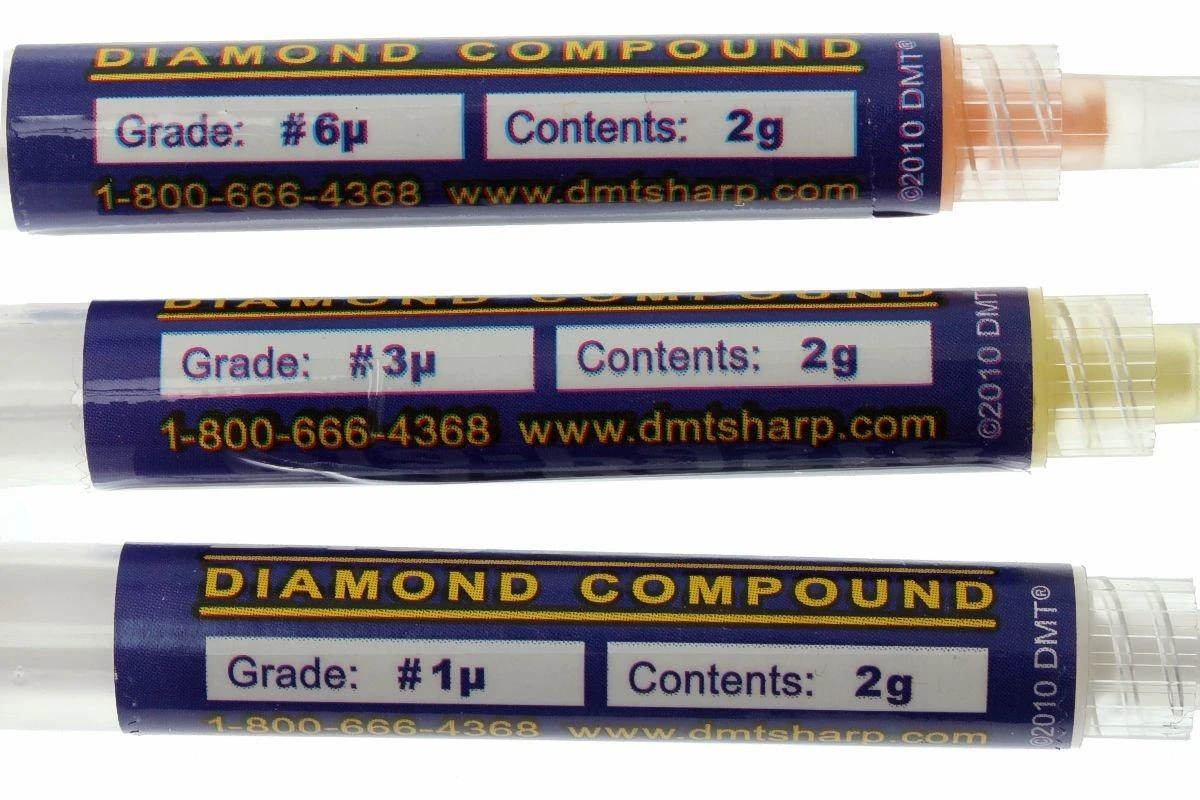 DIAMOND COMPOUND
Grade: #6µ Contents: 2g
1-800-666-4368 www.dmtsharp.com
©2010 DMT®
DIAMOND COMPOUND
Grade: #3µ Contents: 2g
1-800-666-4368 www.dmtsharp.com
©2010 DMT
DIAMOND COMPOUND
Grade: #1µ Contents: 2g
1-800-666-4368 www.dmtsharp.com
©2010 DMT®